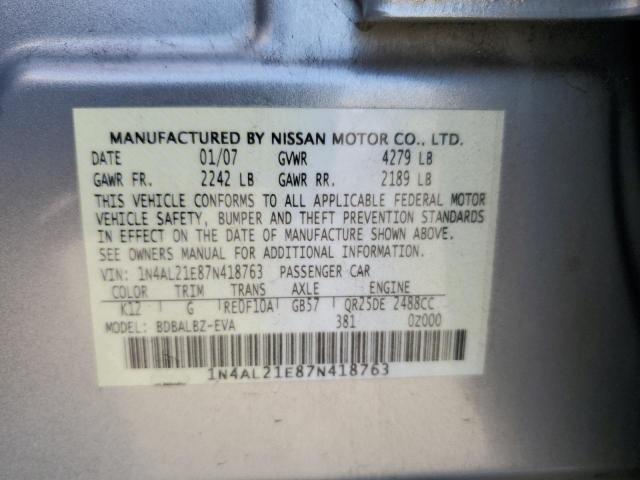 MANUFACTURED BY NISSAN MOTOR CO., LTD.
DATE 01/07 GVWR 4279 LB
GAWR FR. 2242 LB GAWR RR. 2189 LB
THIS VEHICLE CONFORMS TO ALL APPLICABLE FEDERAL MOTOR
VEHICLE SAFETY, BUMPER AND THEFT PREVENTION STANDARDS
IN EFFECT ON THE DATE OF MANUFACTURE SHOWN ABOVE.
SEE OWNERS MANUAL FOR ADDITIONAL INFORMATION.
VIN: 1N4AL21E87N418763 PASSENGER CAR
COLOR TRIM TRANS AXLE ENGINE
K12 G RE0F10A GB57 QR25DE 2488CC
MODEL: BDBALBZ-EVA 381 0Z000
1N4AL21E87N418763